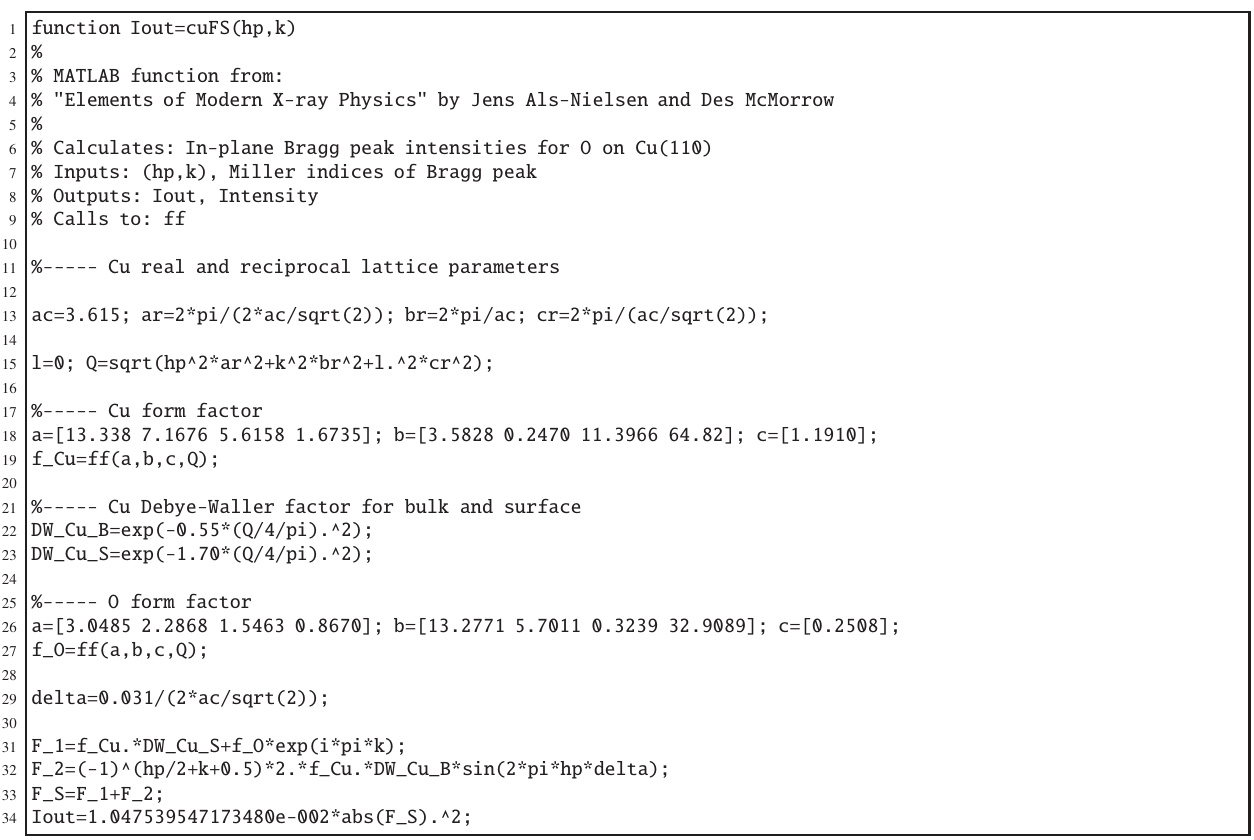 1 function Iout=cuFS(hp,k)
2 %
3 % MATLAB function from:
4 % "Elements of Modern X-ray Physics" by Jens Als-Nielsen and Des McMorrow
5 %
6 % Calculates: In-plane Bragg peak intensities for O on Cu(110)
7 % Inputs: (hp,k), Miller indices of Bragg peak
8 % Outputs: Iout, Intensity
9 % Calls to: ff
10
11 %----- Cu real and reciprocal lattice parameters
12
13 ac=3.615; ar=2*pi/(2*ac/sqrt(2)); br=2*pi/ac; cr=2*pi/(ac/sqrt(2));
14
15 l=0; Q=sqrt(hp^2*ar^2+k^2*br^2+l.^2*cr^2);
16
17 %----- Cu form factor
18 a=[13.338 7.1676 5.6158 1.6735]; b=[3.5828 0.2470 11.3966 64.82]; c=[1.1910];
19 f_Cu=ff(a,b,c,Q);
20
21 %----- Cu Debye-Waller factor for bulk and surface
22 DW_Cu_B=exp(-0.55*(Q/4/pi).^2);
23 DW_Cu_S=exp(-1.70*(Q/4/pi).^2);
24
25 %----- O form factor
26 a=[3.0485 2.2868 1.5463 0.8670]; b=[13.2771 5.7011 0.3239 32.9089]; c=[0.2508];
27 f_O=ff(a,b,c,Q);
28
29 delta=0.031/(2*ac/sqrt(2));
30
31 F_1=f_Cu.*DW_Cu_S+f_O*exp(i*pi*k);
32 F_2=(-1)^(hp/2+k+0.5)*2.*f_Cu.*DW_Cu_B*sin(2*pi*hp*delta);
33 F_S=F_1+F_2;
34 Iout=1.047539547173480e-002*abs(F_S).^2;